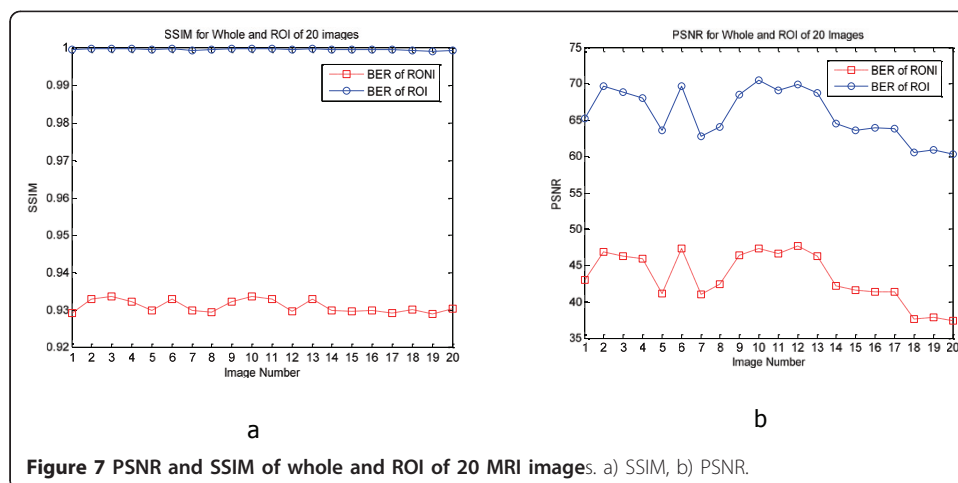 SSIM for Whole and ROI of 20 images
1
0.99
0.98
0.97
0.96
0.95
0.94
0.93
0.92
SSIM
BER of RONI
BER of ROI
1 2 3 4 5 6 7 8 9 10 11 12 13 14 15 16 17 18 19 20
Image Number
a
PSNR for Whole and ROI of 20 Images
75
70
65
60
55
50
45
40
35
PSNR
BER of RONI
BER of ROI
1 2 3 4 5 6 7 8 9 10 11 12 13 14 15 16 17 18 19 20
Image Number
b
Figure 7 PSNR and SSIM of whole and ROI of 20 MRI images. a) SSIM, b) PSNR.